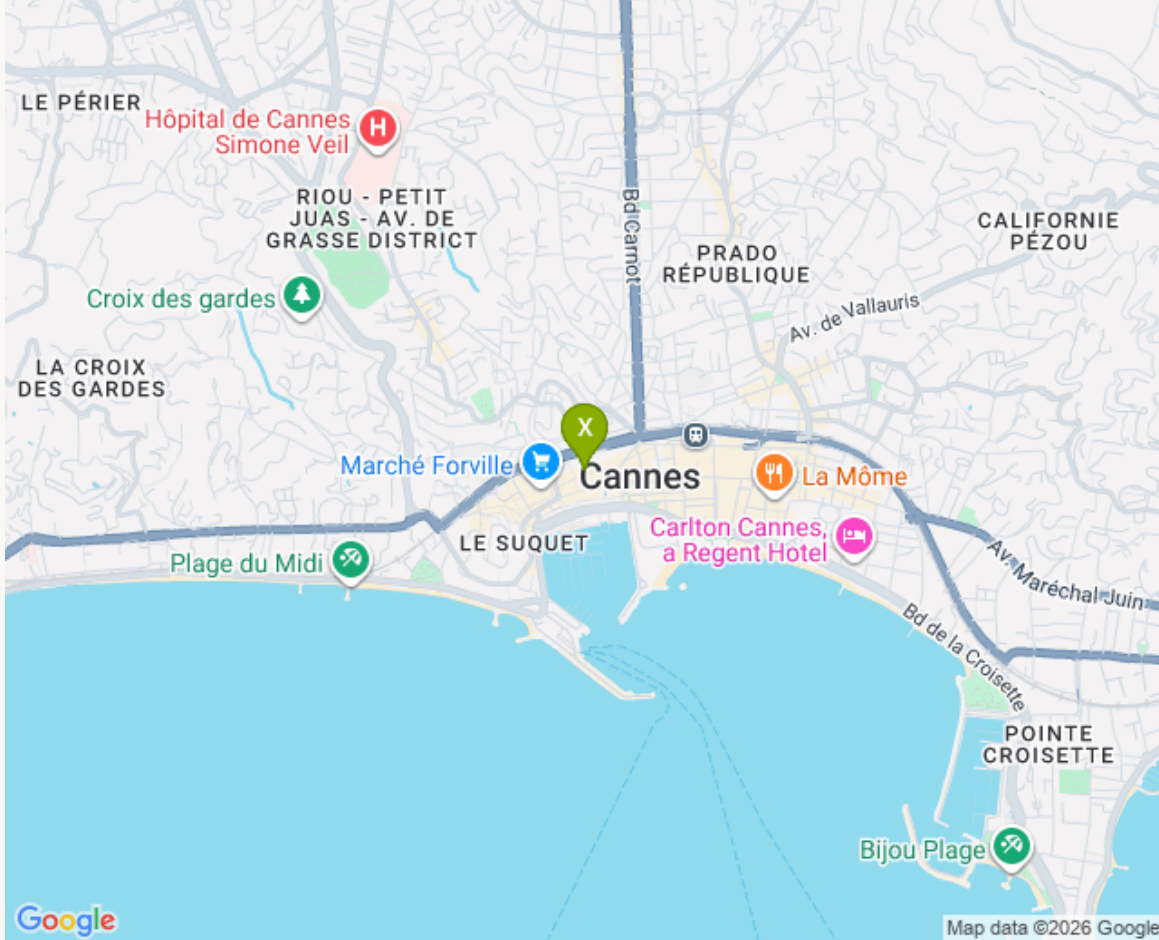 LE PÉRIER
Hôpital de Cannes
Simone Veil
H
RIOU - PETIT
JUAS - AV. DE
GRASSE DISTRICT
Bd Carnot
CALIFORNIE
PÉZOU
PRADO
RÉPUBLIQUE
Croix des gardes
Av. de Vallauris
LA CROIX
DES GARDES
X
Marché Forville
Cannes
La Môme
LE SUQUET
Carlton Cannes,
a Regent Hotel
Plage du Midi
Av. Maréchal Juin
Bd de la Croisette
POINTE
CROISETTE
Bijou Plage
Google
Map data ©2026 Google